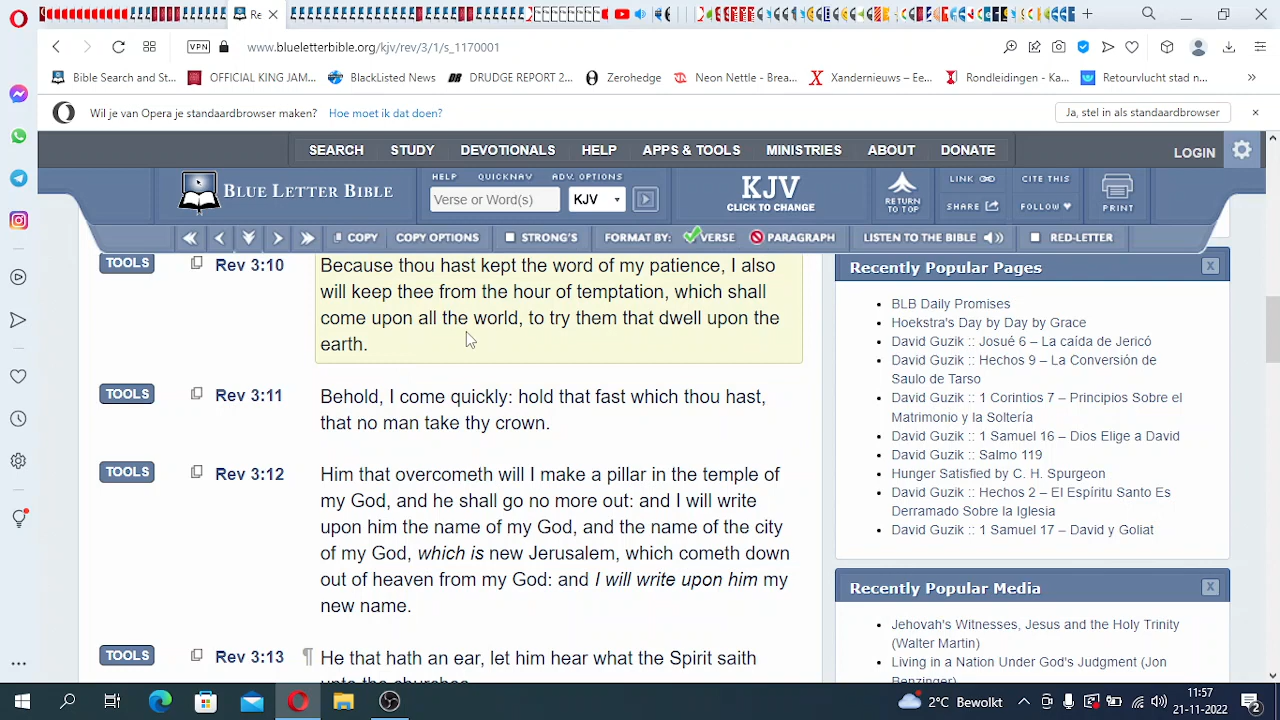 Re
www.blueletterbible.org/kjv/rev/3/1/s_1170001
VPN
Bible Search and St...
OFFICIAL KING JAM...
BlackListed News
DRUDGE REPORT 2...
Zerohedge
Neon Nettle - Brea...
Xandernieuws – Ee...
Rondleidingen - Ka...
Retourvlucht stad n...
»
Wil je van Opera je standaardbrowser maken? Hoe moet ik dat doen?
Ja, stel in als standaardbrowser
SEARCH STUDY DEVOTIONALS HELP APPS & TOOLS MINISTRIES ABOUT DONATE
LOGIN
BLUE LETTER BIBLE
HELP QUICKNAV ADV. OPTIONS
Verse or Word(s)
KJV
KJV
CLICK TO CHANGE
RETURN
TO TOP
LINK
CITE THIS
SHARE
FOLLOW
PRINT
COPY COPY OPTIONS STRONG'S FORMAT BY: VERSE PARAGRAPH LISTEN TO THE BIBLE RED-LETTER
TOOLS Rev 3:10 Because thou hast kept the word of my patience, I also
will keep thee from the hour of temptation, which shall
come upon all the world, to try them that dwell upon the
earth.
TOOLS Rev 3:11 Behold, I come quickly: hold that fast which thou hast,
that no man take thy crown.
TOOLS Rev 3:12 Him that overcometh will I make a pillar in the temple of
my God, and he shall go no more out: and I will write
upon him the name of my God, and the name of the city
of my God, which is new Jerusalem, which cometh down
out of heaven from my God: and I will write upon him my
new name.
TOOLS Rev 3:13 ¶ He that hath an ear, let him hear what the Spirit saith
unto the churches.
Recently Popular Pages
X
BLB Daily Promises
Hoekstra's Day by Day by Grace
David Guzik :: Josué 6 – La caída de Jericó
David Guzik :: Hechos 9 – La Conversión de
Saulo de Tarso
David Guzik :: 1 Corintios 7 – Principios Sobre el
Matrimonio y la Soltería
David Guzik :: 1 Samuel 16 – Dios Elige a David
David Guzik :: Salmo 119
Hunger Satisfied by C. H. Spurgeon
David Guzik :: Hechos 2 – El Espíritu Santo Es
Derramado Sobre la Iglesia
David Guzik :: 1 Samuel 17 – David y Goliat
Recently Popular Media
X
Jehovah's Witnesses, Jesus and the Holy Trinity
(Walter Martin)
Living in a Nation Under God's Judgment (Jon
Benzinger)
2°C Bewolkt
11:57
21-11-2022
2